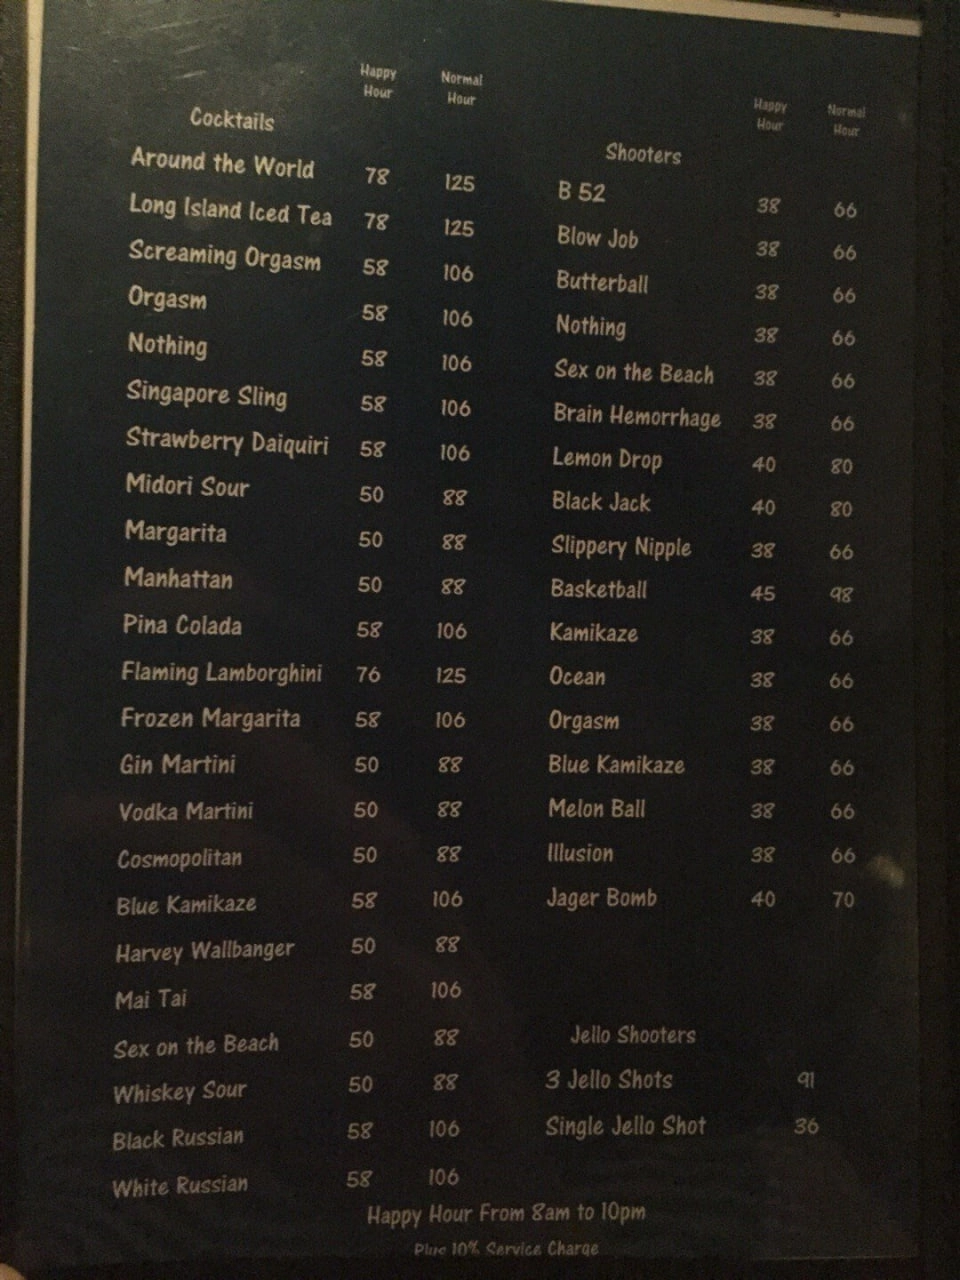 Happy Hour Normal Hour
Cocktails
Around the World 78 125
Long Island Iced Tea 78 125
Screaming Orgasm 58 106
Orgasm 58 106
Nothing 58 106
Singapore Sling 58 106
Strawberry Daiquiri 58 106
Midori Sour 50 88
Margarita 50 88
Manhattan 50 88
Pina Colada 58 106
Flaming Lamborghini 76 125
Frozen Margarita 58 106
Gin Martini 50 88
Vodka Martini 50 88
Cosmopolitan 50 88
Blue Kamikaze 58 106
Harvey Wallbanger 50 88
Mai Tai 58 106
Sex on the Beach 50 88
Whiskey Sour 50 88
Black Russian 58 106
White Russian 58 106
Happy Hour Normal Hour
Shooters
B 52 38 66
Blow Job 38 66
Butterball 38 66
Nothing 38 66
Sex on the Beach 38 66
Brain Hemorrhage 38 66
Lemon Drop 40 80
Black Jack 40 80
Slippery Nipple 38 66
Basketball 45 98
Kamikaze 38 66
Ocean 38 66
Orgasm 38 66
Blue Kamikaze 38 66
Melon Ball 38 66
Illusion 38 66
Jager Bomb 40 70
Jello Shooters
3 Jello Shots 91
Single Jello Shot 36
Happy Hour From 8am to 10pm
Plus 10% Service Charge